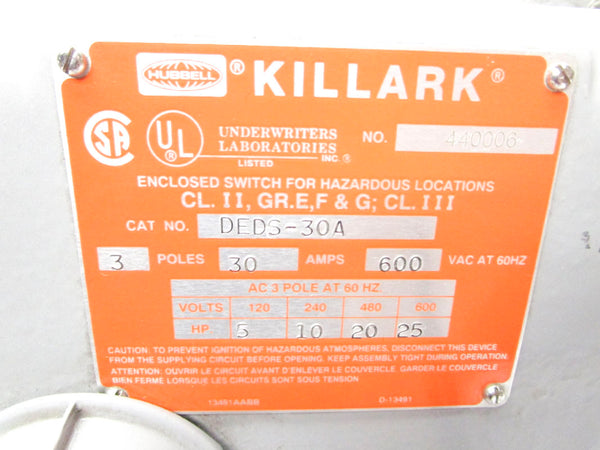 HUBBELL ® KILLARK ®
SA UL ® UNDERWRITERS LABORATORIES INC. ® LISTED NO. 440006
ENCLOSED SWITCH FOR HAZARDOUS LOCATIONS
CL. II, GR.E,F & G; CL. III
CAT NO. DEDS-30A
3 POLES 30 AMPS 600 VAC AT 60HZ
AC 3 POLE AT 60 HZ.
VOLTS 120 240 480 600
HP 5 10 20 25
CAUTION: TO PREVENT IGNITION OF HAZARDOUS ATMOSPHERES, DISCONNECT THIS DEVICE
FROM THE SUPPLYING CIRCUIT BEFORE OPENING. KEEP ASSEMBLY TIGHT DURING OPERATION.
ATTENTION: OUVRIR LE CIRCUIT AVANT D'ENLEVER LE COUVERCLE. GARDER LE COUVERCLE
BIEN FERME LORSQUE LES CIRCUITS SONT SOUS TENSION
13491AABB D-13491